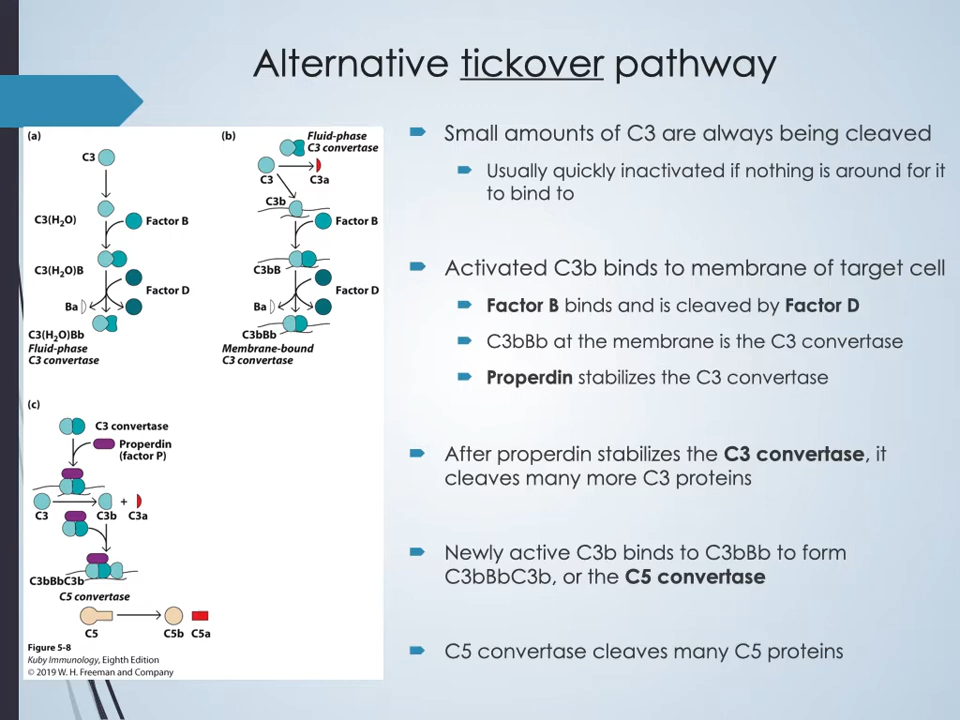 Alternative tickover pathway
(a)
C3
C3(H₂O)
Factor B
C3(H₂O)B
Factor D
Ba
C3(H₂O)Bb
Fluid-phase
C3 convertase
(b)
Fluid-phase
C3 convertase
C3
C3a
C3b
Factor B
C3bB
Factor D
Ba
C3bBb
Membrane-bound
C3 convertase
(c)
C3 convertase
Properdin
(factor P)
+
C3
C3b
C3a
C3bBbC3b
C5 convertase
C5
C5b
C5a
Figure 5-8
Kuby Immunology, Eighth Edition
© 2019 W. H. Freeman and Company
Small amounts of C3 are always being cleaved
Usually quickly inactivated if nothing is around for it
to bind to
Activated C3b binds to membrane of target cell
Factor B binds and is cleaved by Factor D
C3bBb at the membrane is the C3 convertase
Properdin stabilizes the C3 convertase
After properdin stabilizes the C3 convertase, it
cleaves many more C3 proteins
Newly active C3b binds to C3bBb to form
C3bBbC3b, or the C5 convertase
C5 convertase cleaves many C5 proteins